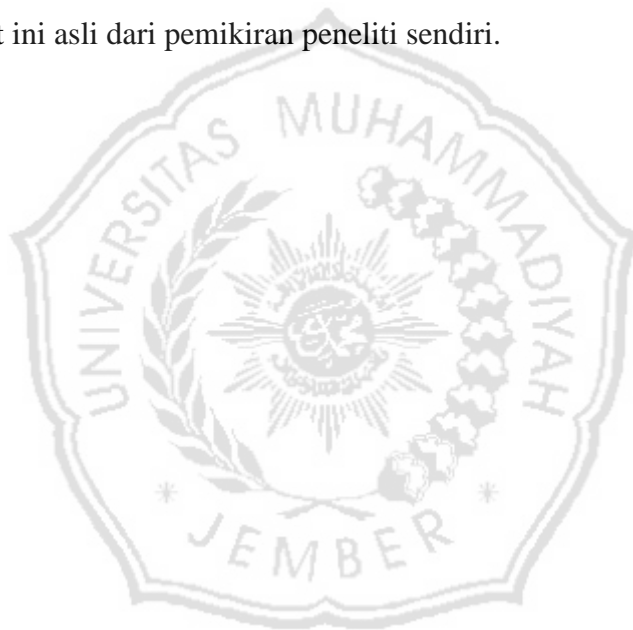 t ini asli dari pemikiran peneliti sendiri.
UNIVERSITAS MUHAMMADIYAH
JEMBER